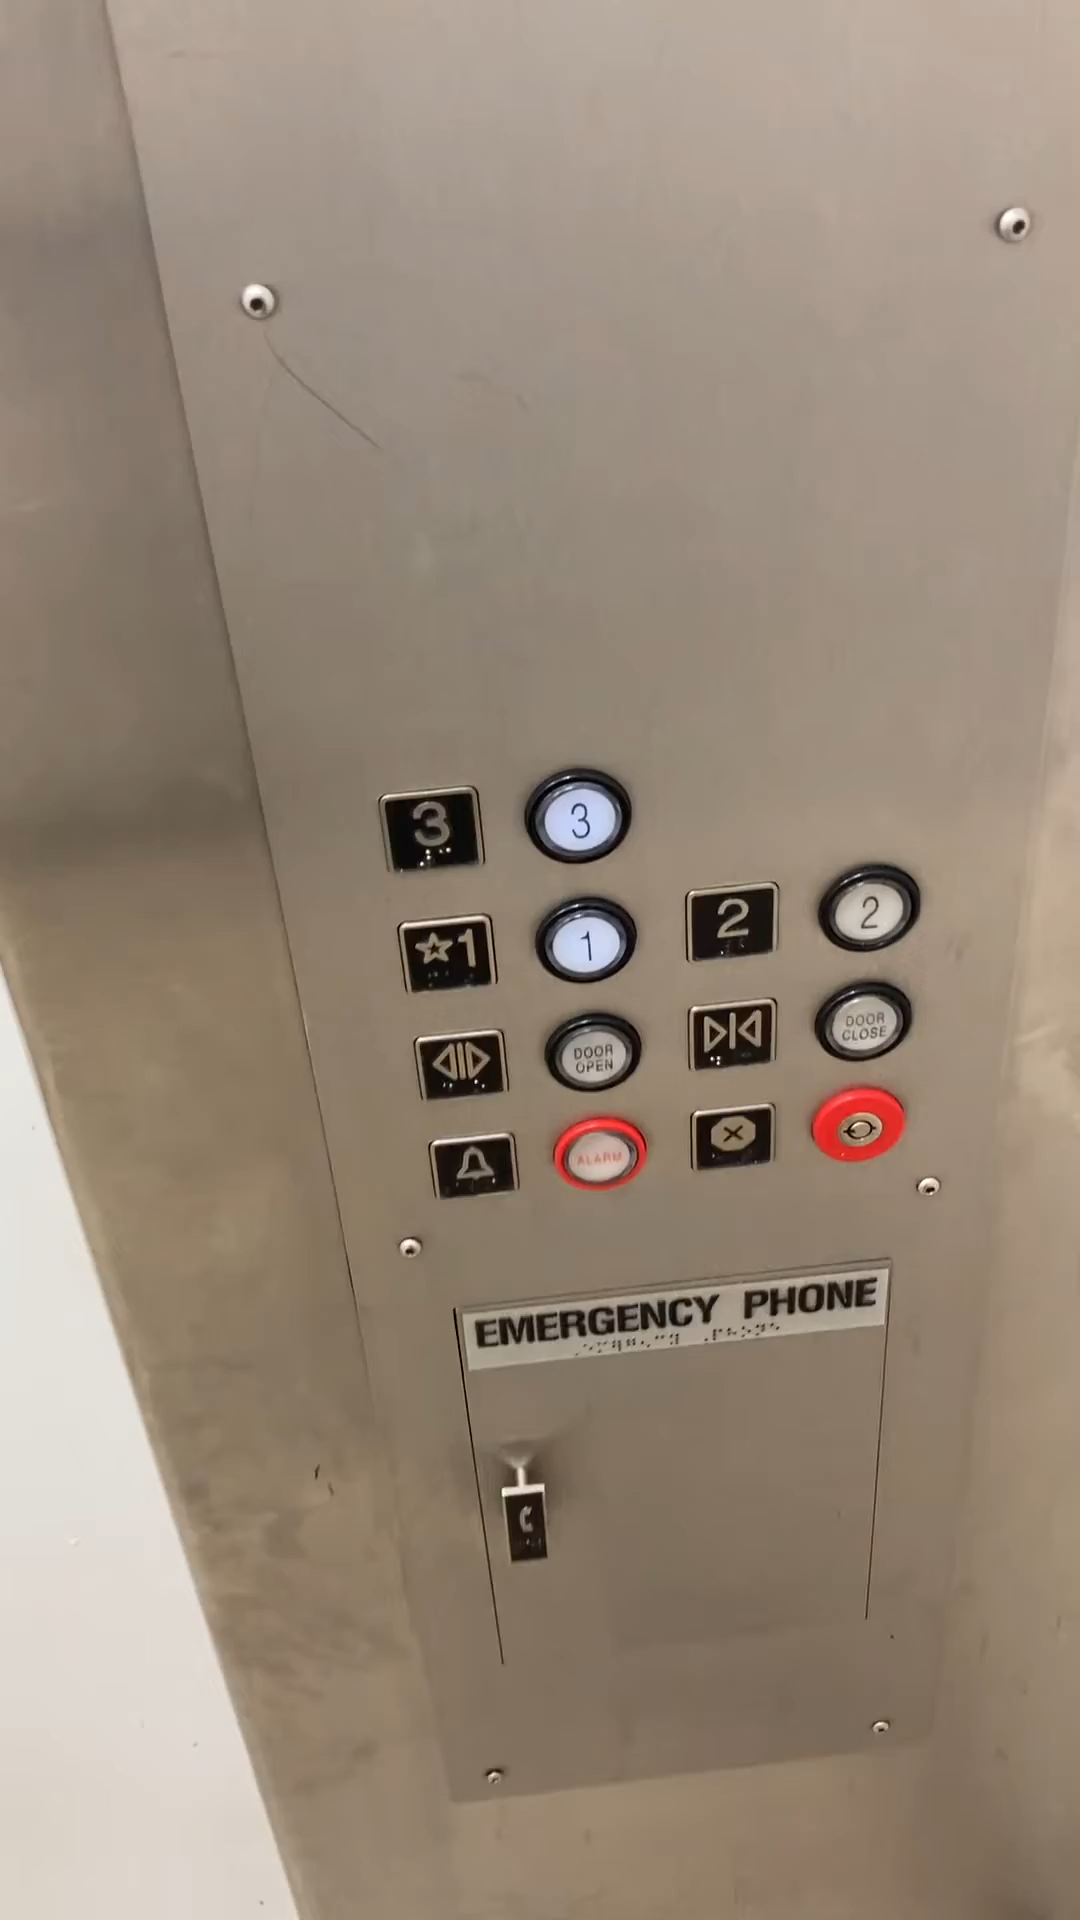 3 3
☆1 1 2 2
DOOR OPEN
DOOR CLOSE
ALARM
EMERGENCY PHONE